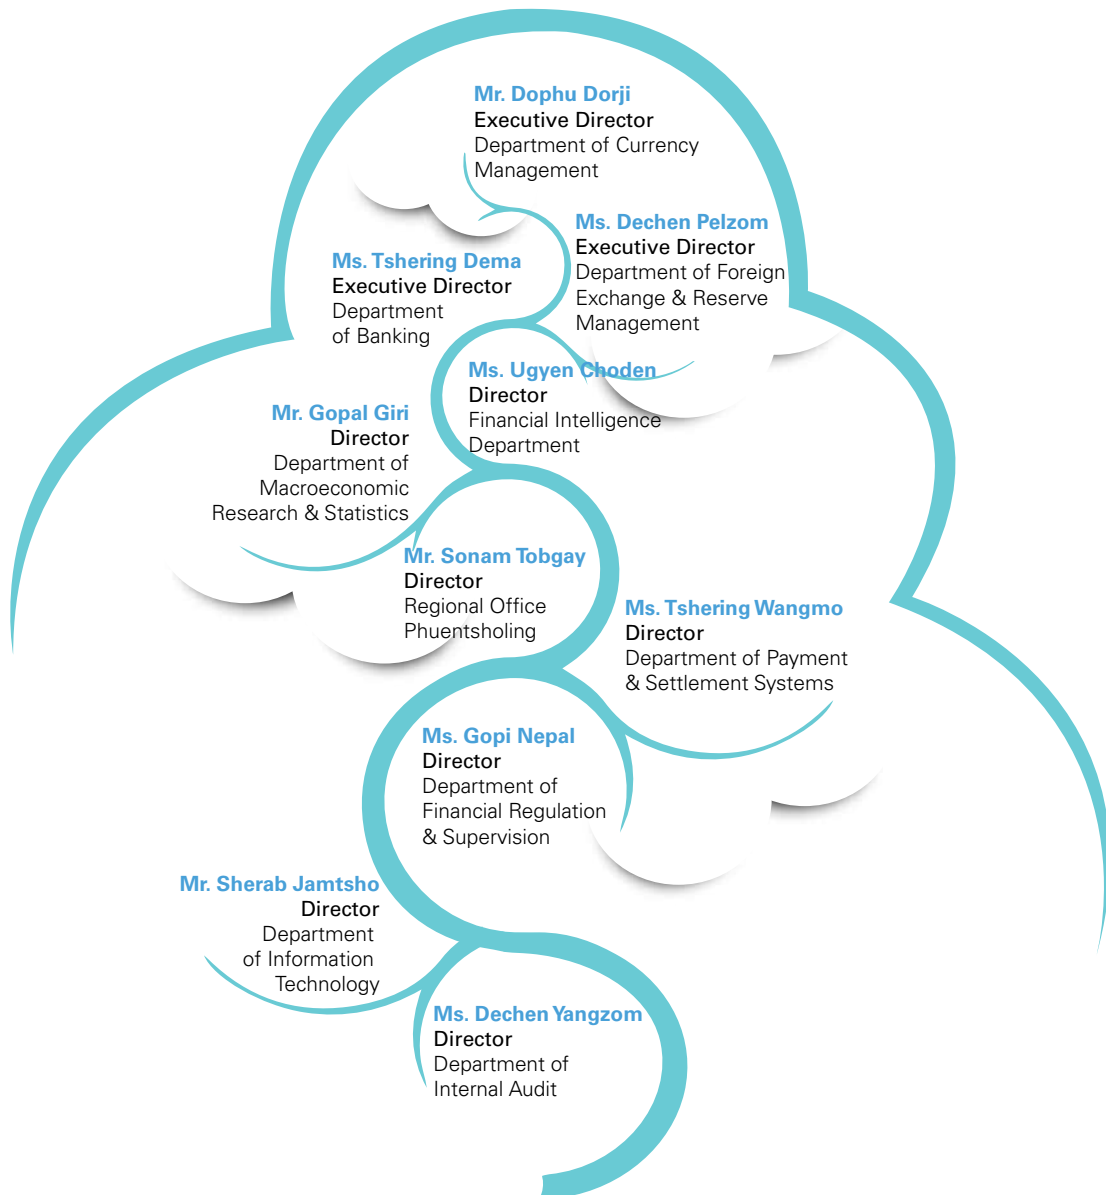 Mr. Dophu Dorji
Executive Director
Department of Currency
Management
Ms. Dechen Pelzom
Executive Director
Department of Foreign
Exchange & Reserve
Management
Ms. Tshering Dema
Executive Director
Department
of Banking
Ms. Ugyen Choden
Director
Financial Intelligence
Department
Mr. Gopal Giri
Director
Department of
Macroeconomic
Research & Statistics
Mr. Sonam Tobgay
Director
Regional Office
Phuentsholing
Ms. Tshering Wangmo
Director
Department of Payment
& Settlement Systems
Ms. Gopi Nepal
Director
Department of
Financial Regulation
& Supervision
Mr. Sherab Jamtsho
Director
Department
of Information
Technology
Ms. Dechen Yangzom
Director
Department of
Internal Audit